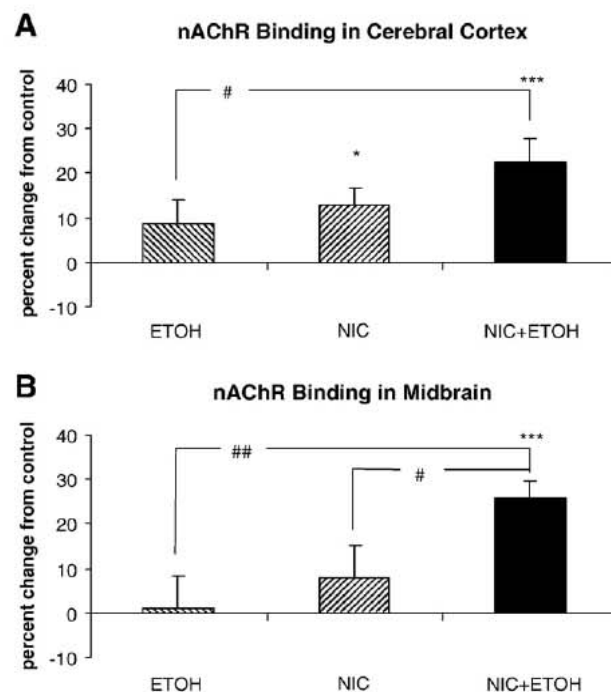 A
nAChR Binding in Cerebral Cortex
percent change from control
40
30
20
10
0
-10
#
*
***
ETOH NIC NIC+ETOH
B
nAChR Binding in Midbrain
percent change from control
40
30
20
10
0
-10
##
#
***
ETOH NIC NIC+ETOH